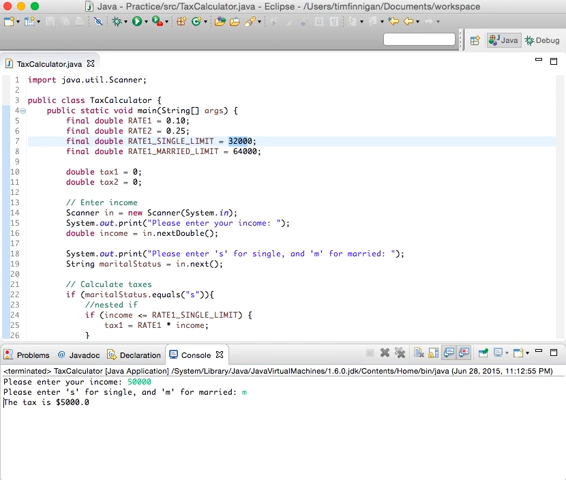 Java - Practice/src/TaxCalculator.java - Eclipse - /Users/timfinnigan/Documents/workspace
Java
Debug
TaxCalculator.java
1 import java.util.Scanner;
2
3 public class TaxCalculator {
4 public static void main(String[] args) {
5 final double RATE1 = 0.10;
6 final double RATE2 = 0.25;
7 final double RATE1_SINGLE_LIMIT = 32000;
8 final double RATE1_MARRIED_LIMIT = 64000;
9
10 double tax1 = 0;
11 double tax2 = 0;
12
13 // Enter income
14 Scanner in = new Scanner(System.in);
15 System.out.print("Please enter your income: ");
16 double income = in.nextDouble();
17
18 System.out.print("Please enter 's' for single, and 'm' for married: ");
19 String maritalStatus = in.next();
20
21 // Calculate taxes
22 if (maritalStatus.equals("s")){
23 //nested if
24 if (income <= RATE1_SINGLE_LIMIT) {
25 tax1 = RATE1 * income;
26 }
Problems
Javadoc
Declaration
Console
<terminated> TaxCalculator [Java Application] /System/Library/Java/JavaVirtualMachines/1.6.0.jdk/Contents/Home/bin/java (Jun 28, 2015, 11:12:55 PM)
Please enter your income: 50000
Please enter 's' for single, and 'm' for married: m
The tax is $5000.0